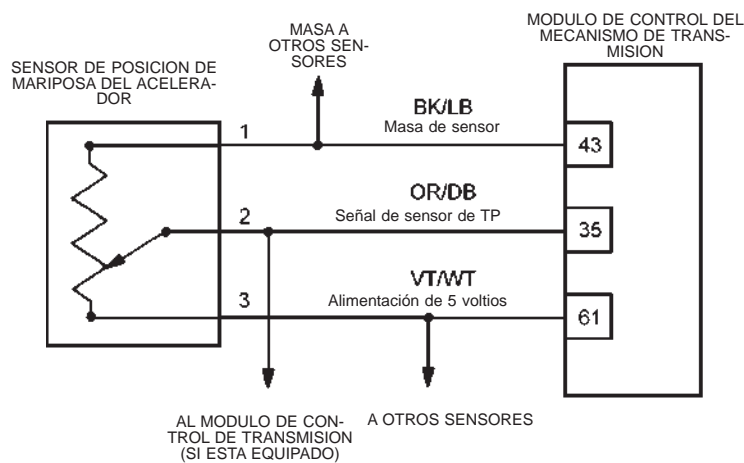 MASA A
OTROS SEN-
SORES
MODULO DE CONTROL DEL
MECANISMO DE TRANS-
MISION
SENSOR DE POSICION DE
MARIPOSA DEL ACELERA-
DOR
1
BK/LB
Masa de sensor
43
2
OR/DB
Señal de sensor de TP
35
3
VT/WT
Alimentación de 5 voltios
61
AL MODULO DE CON-
TROL DE TRANSMISION
(SI ESTA EQUIPADO)
A OTROS SENSORES